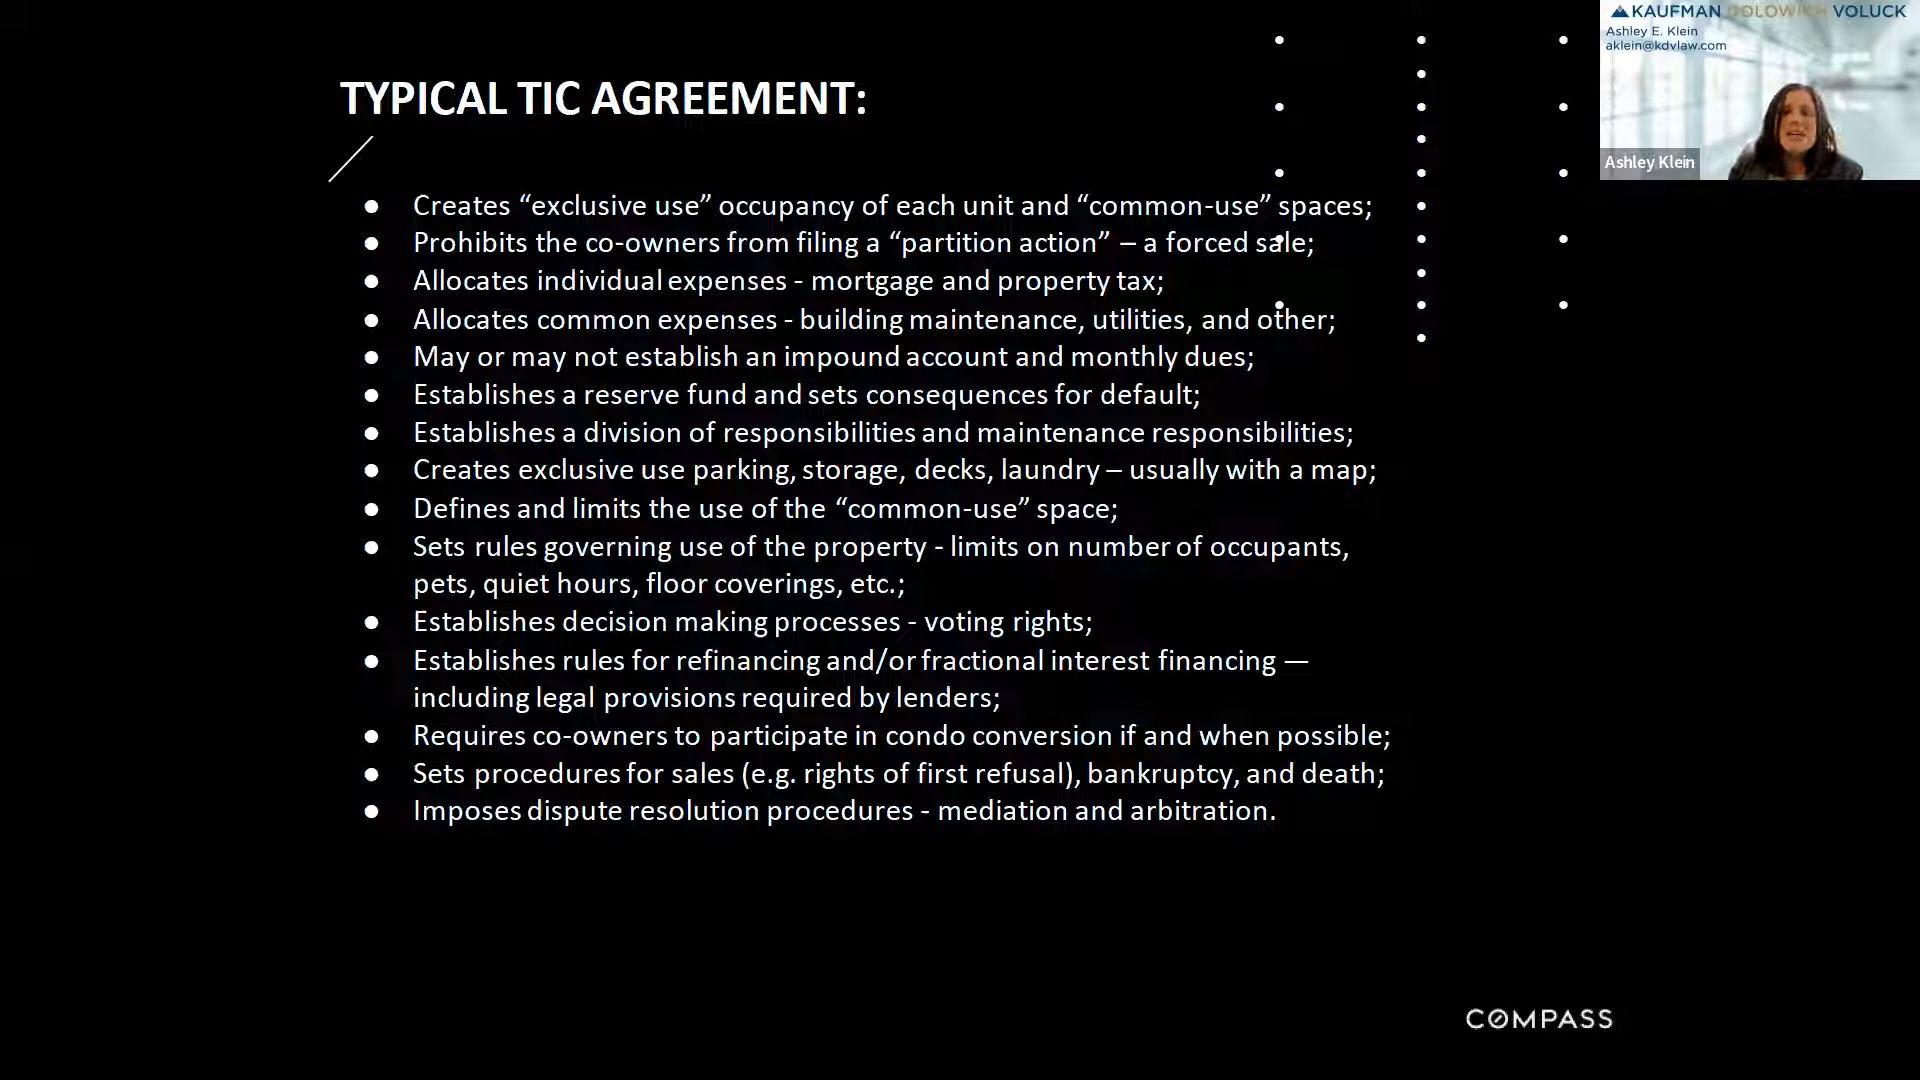 KAUFMAN DOLOWICH VOLUCK
Ashley E. Klein
aklein@kdvlaw.com
Ashley Klein
TYPICAL TIC AGREEMENT:
● Creates “exclusive use” occupancy of each unit and “common-use” spaces;
● Prohibits the co-owners from filing a “partition action” – a forced sale;
● Allocates individual expenses - mortgage and property tax;
● Allocates common expenses - building maintenance, utilities, and other;
● May or may not establish an impound account and monthly dues;
● Establishes a reserve fund and sets consequences for default;
● Establishes a division of responsibilities and maintenance responsibilities;
● Creates exclusive use parking, storage, decks, laundry – usually with a map;
● Defines and limits the use of the “common-use” space;
● Sets rules governing use of the property - limits on number of occupants,
pets, quiet hours, floor coverings, etc.;
● Establishes decision making processes - voting rights;
● Establishes rules for refinancing and/or fractional interest financing —
including legal provisions required by lenders;
● Requires co-owners to participate in condo conversion if and when possible;
● Sets procedures for sales (e.g. rights of first refusal), bankruptcy, and death;
● Imposes dispute resolution procedures - mediation and arbitration.
COMPASS